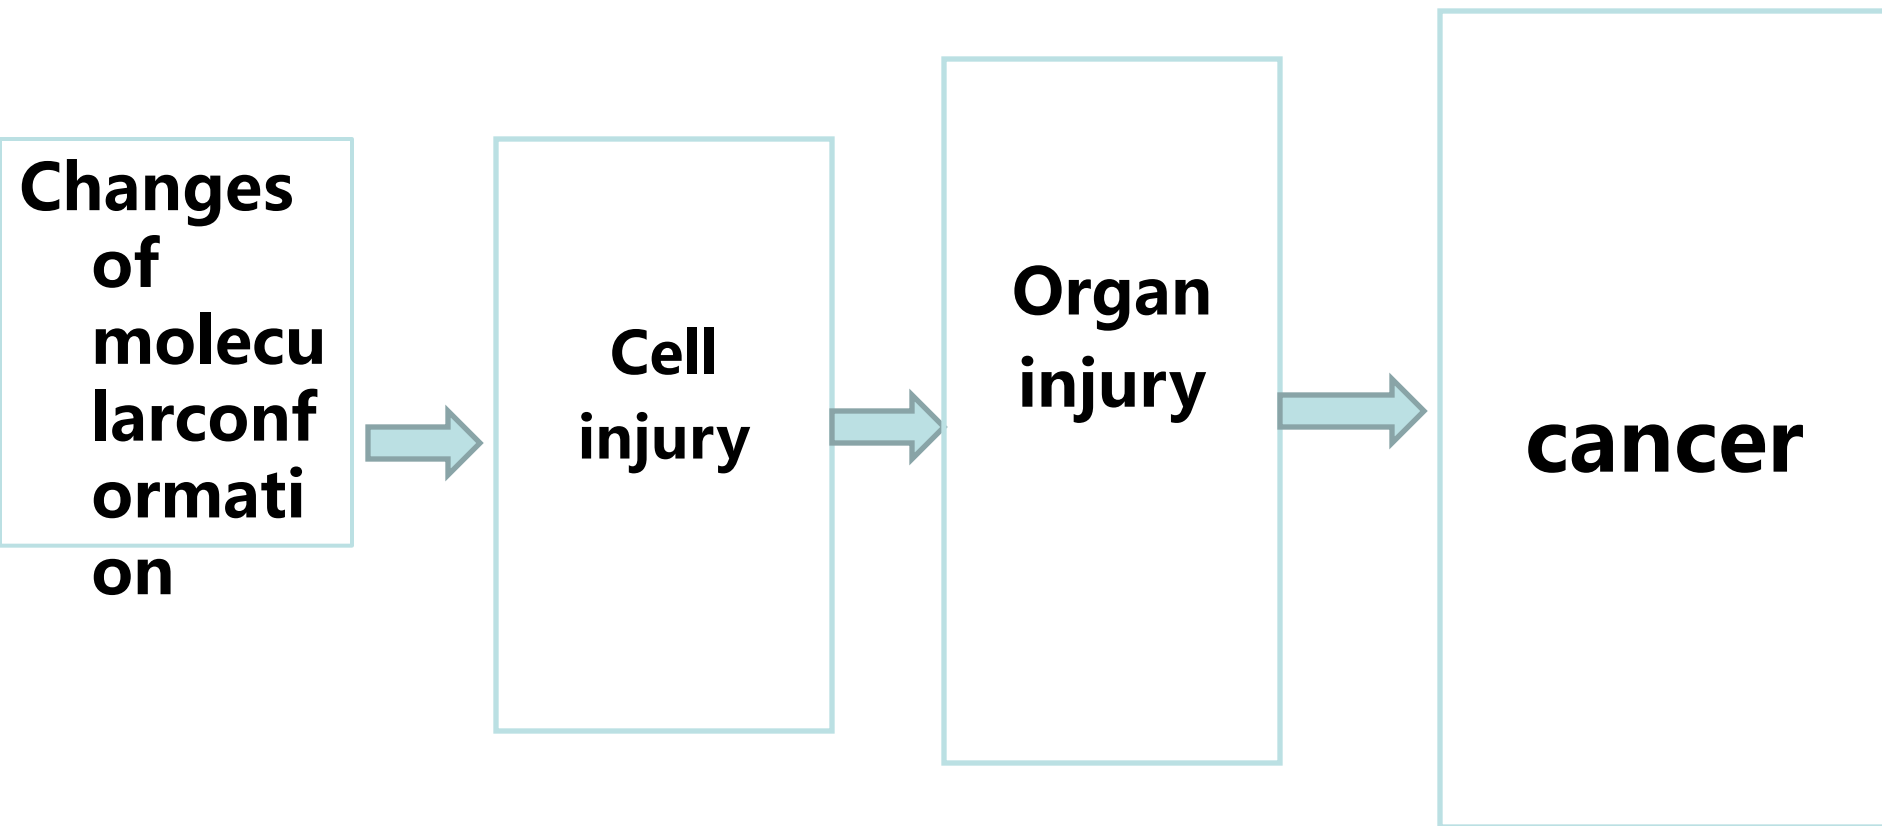 Changes
of
molecu
larconf
ormati
on
Cell
injury
Organ
injury
cancer